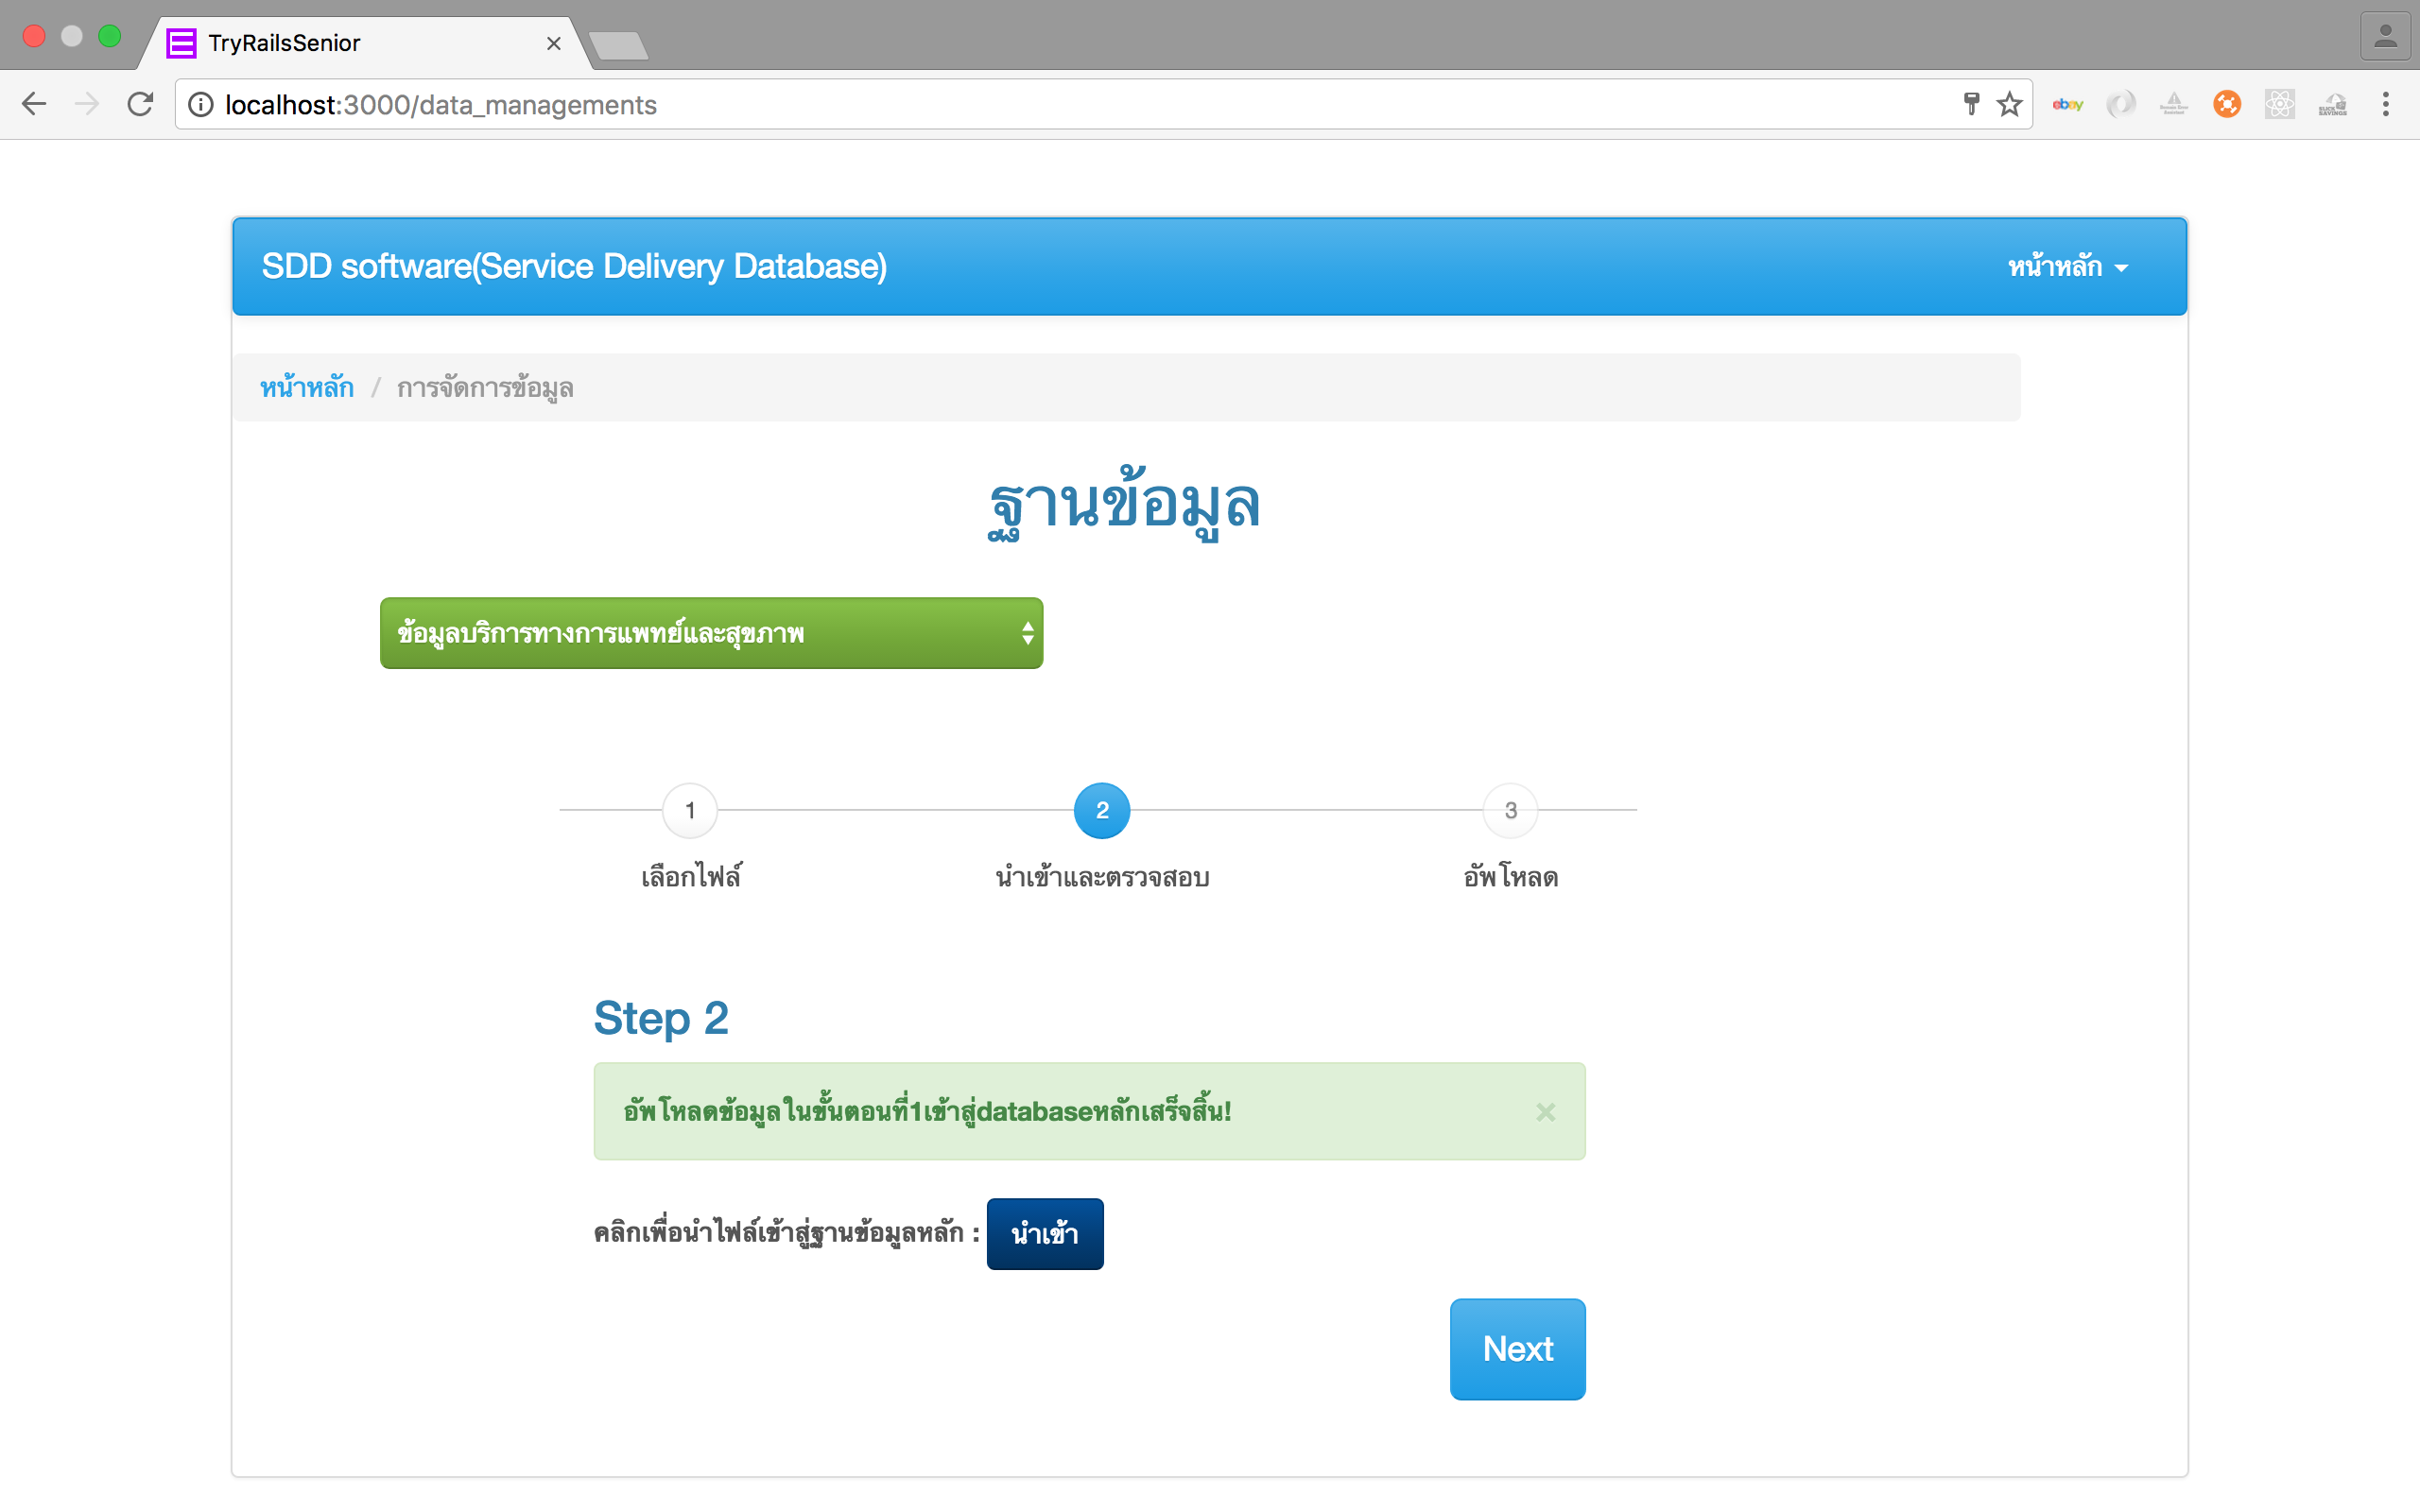 TryRailsSenior
localhost:3000/data_managements
ebay
SDD software(Service Delivery Database)
หน้าหลัก
หน้าหลัก / การจัดการข้อมูล
ฐานข้อมูล
ข้อมูลบริการทางการแพทย์และสุขภาพ
1 2 3
เลือกไฟล์ นำเข้าและตรวจสอบ อัพโหลด
Step 2
อัพโหลดข้อมูลในขั้นตอนที่1เข้าสู่databaseหลักเสร็จสิ้น! ×
คลิกเพื่อนำไฟล์เข้าสู่ฐานข้อมูลหลัก : นำเข้า
Next